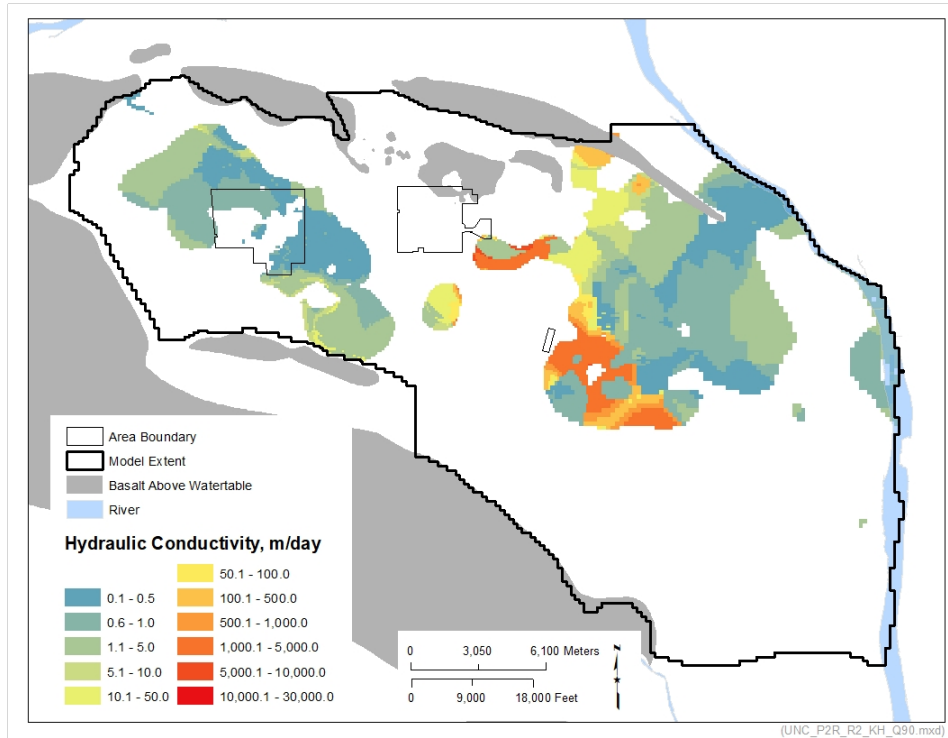 Area Boundary
Model Extent
Basalt Above Watertable
River
Hydraulic Conductivity, m/day
0.1 - 0.5
0.6 - 1.0
1.1 - 5.0
5.1 - 10.0
10.1 - 50.0
50.1 - 100.0
100.1 - 500.0
500.1 - 1,000.0
1,000.1 - 5,000.0
5,000.1 - 10,000.0
10,000.1 - 30,000.0
0 3,050 6,100 Meters
0 9,000 18,000 Feet
N
(UNC_P2R_R2_KH_Q90.mxd)